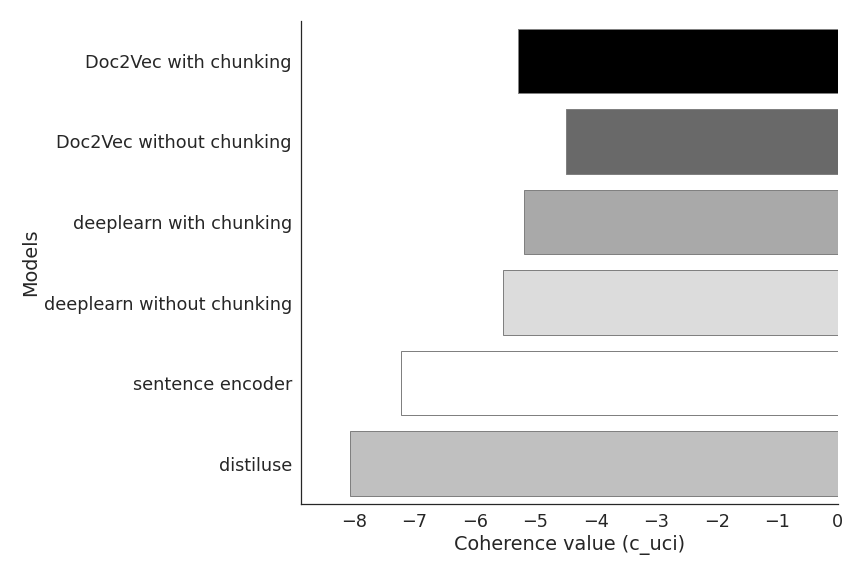 Doc2Vec with chunking
Doc2Vec without chunking
deeplearn with chunking
Models
deeplearn without chunking
sentence encoder
distiluse
−8 −7 −6 −5 −4 −3 −2 −1 0
Coherence value (c_uci)